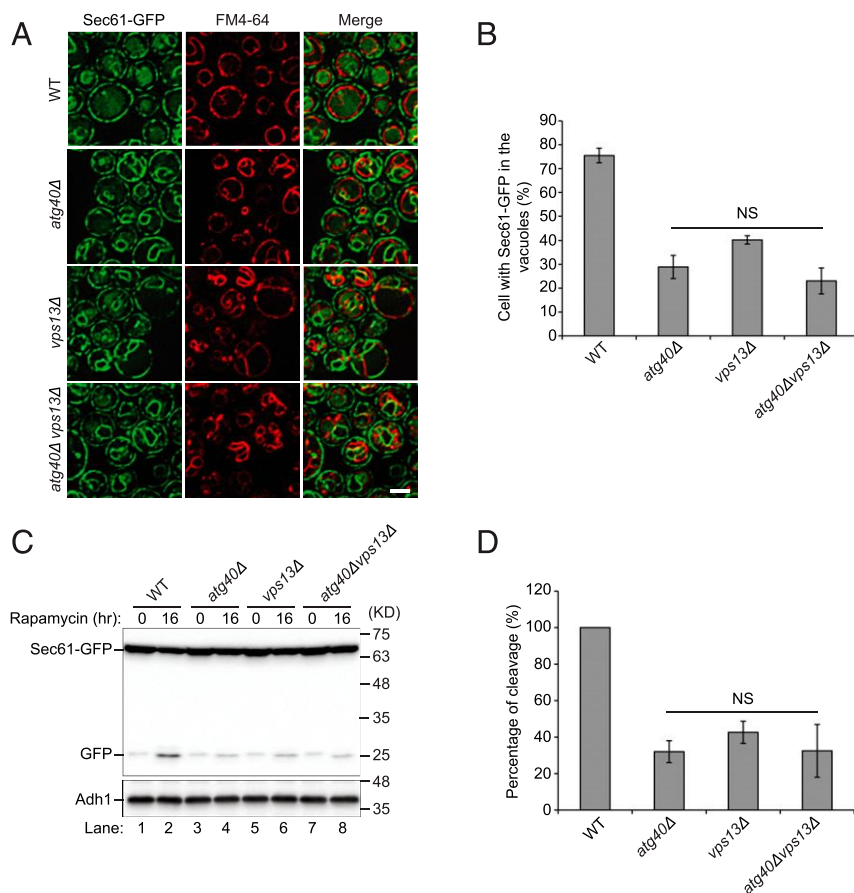 A
Sec61-GFP FM4-64 Merge
WT
atg40Δ
vps13Δ
atg40Δ vps13Δ
B
Cell with Sec61-GFP in the
vacuoles (%)
90
80
70
60
50
40
30
20
10
0
NS
WT atg40Δ vps13Δ atg40Δvps13Δ
C
WT atg40Δ vps13Δ atg40Δvps13Δ
Rapamycin (hr): 0 16 0 16 0 16 0 16 (KD)
Sec61-GFP
75
63
48
35
GFP
25
48
Adh1
35
Lane: 1 2 3 4 5 6 7 8
D
Percentage of cleavage (%)
120
100
80
60
40
20
0
NS
WT atg40Δ vps13Δ atg40Δvps13Δ